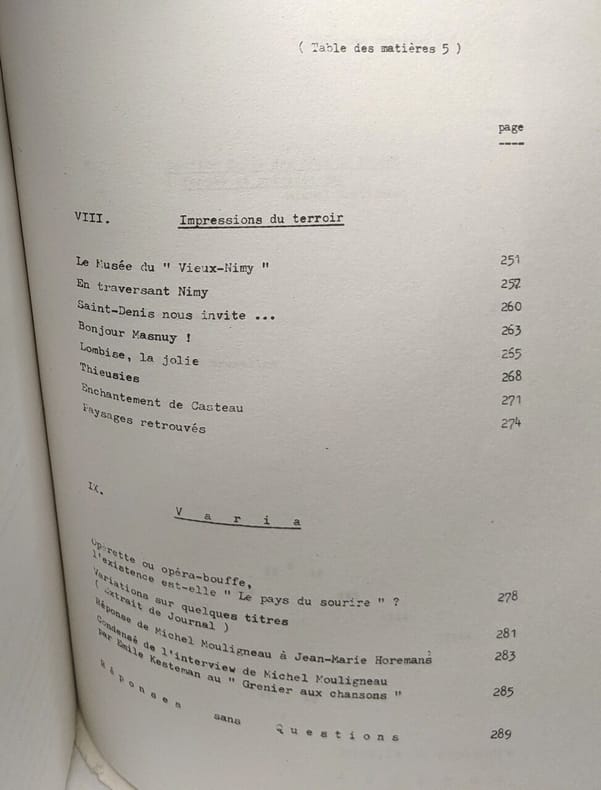 ( Table des matières 5 )
page
VIII. Impressions du terroir
Le Musée du " Vieux-Nimy " 251
En traversant Nimy 257
Saint-Denis nous invite ... 260
Bonjour Masnuy ! 263
Lombise, la jolie 265
Thieusies 268
Enchantement de Casteau 271
Paysages retrouvés 274
IX. V a r i a
Opérette ou opéra-bouffe,
l'existence est-elle " Le pays du sourire " ? 278
Variations sur quelques titres
( Extrait de Journal ) 281
Réponse de Michel Mouligneau à Jean-Marie Horemans 283
Condensé de l'interview de Michel Mouligneau
par Emile Kesteman au " Grenier aux chansons " 285
R é p o n s e s sans Q u e s t i o n s 289